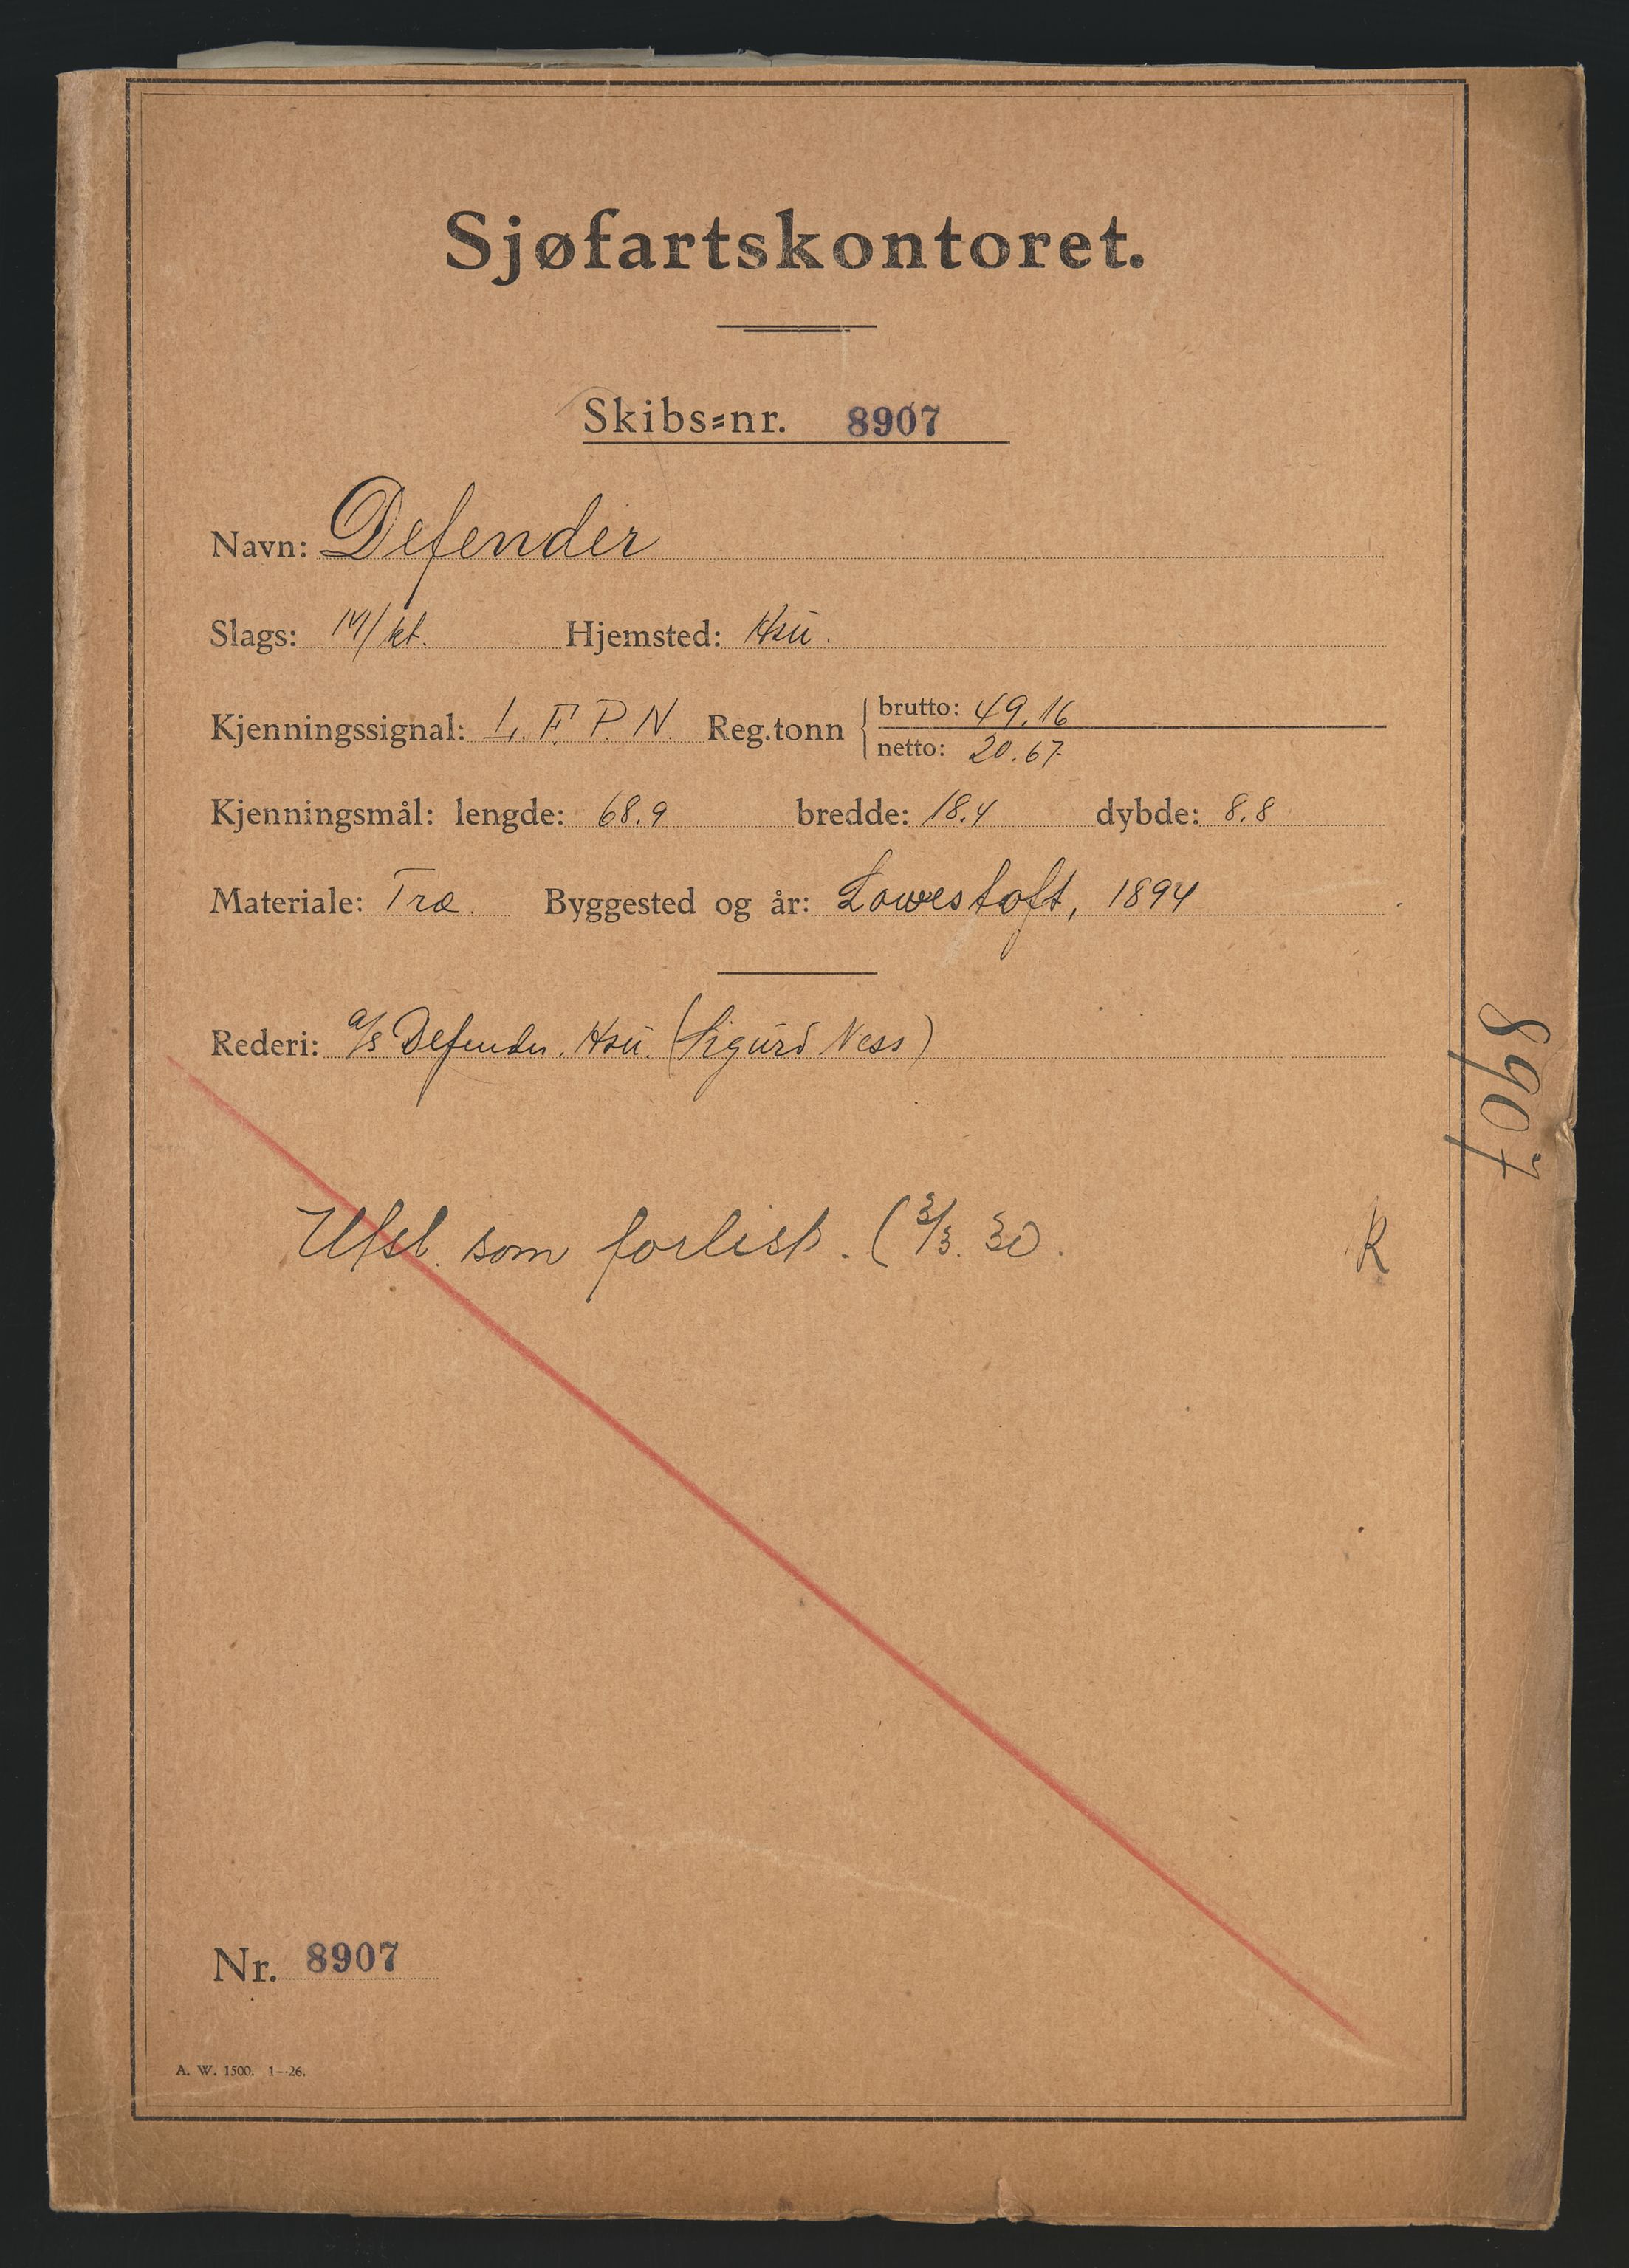 Sjøfartskontoret.
Skibs-nr. 8907
Navn: Defender
Slags: M/kt. Hjemsted: Hsu.
Kjenningssignal: L. F. P. N. Reg.tonn brutto: 49.16
netto: 20.67
Kjenningsmål: lengde: 68.9 bredde: 18.4 dybde: 8.8
Materiale: Træ. Byggested og år: Lowestoft, 1894
Rederi: a/s Defender, Hsu. (Sigurd Ness)
8907
Utsl. som forlist. (3/3. 30. R
Nr. 8907
A. W. 1500. 1—26.